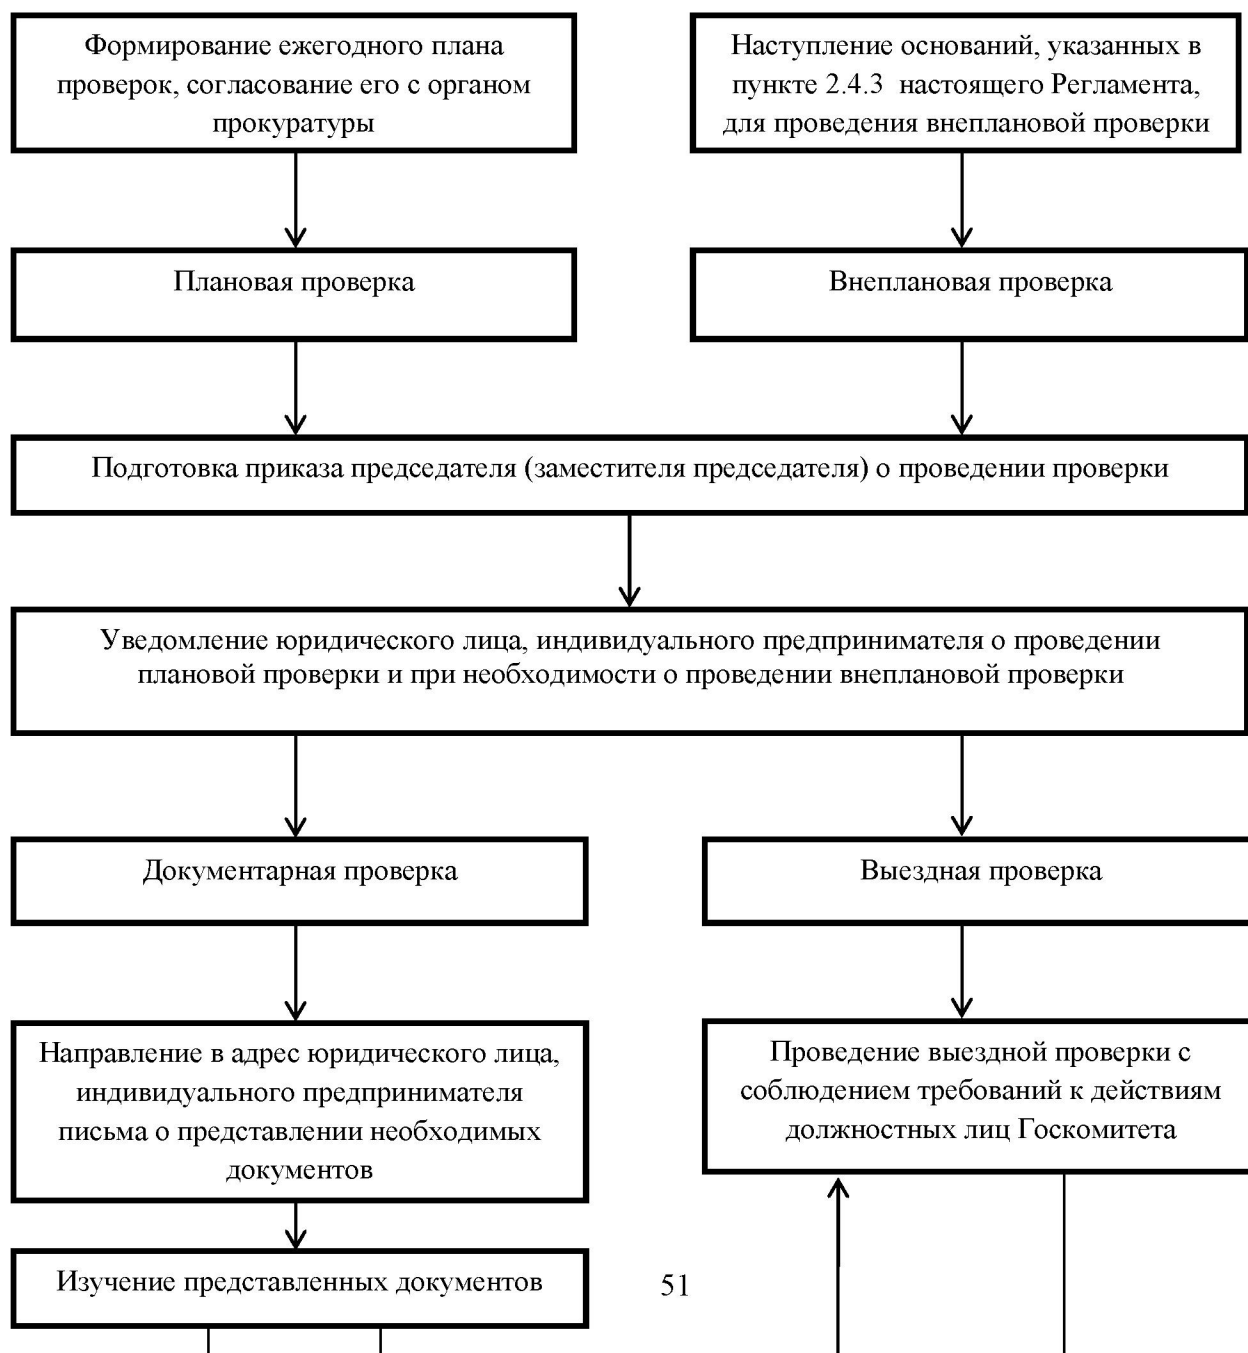 Формирование ежегодного плана
проверок, согласование его с органом
прокуратуры
Наступление оснований, указанных в
пункте 2.4.3 настоящего Регламента,
для проведения внеплановой проверки
Плановая проверка
Внеплановая проверка
Подготовка приказа председателя (заместителя председателя) о проведении проверки
Уведомление юридического лица, индивидуального предпринимателя о проведении
плановой проверки и при необходимости о проведении внеплановой проверки
Документарная проверка
Выездная проверка
Направление в адрес юридического лица,
индивидуального предпринимателя
письма о представлении необходимых
документов
Проведение выездной проверки с
соблюдением требований к действиям
должностных лиц Госкомитета
Изучение представленных документов
51